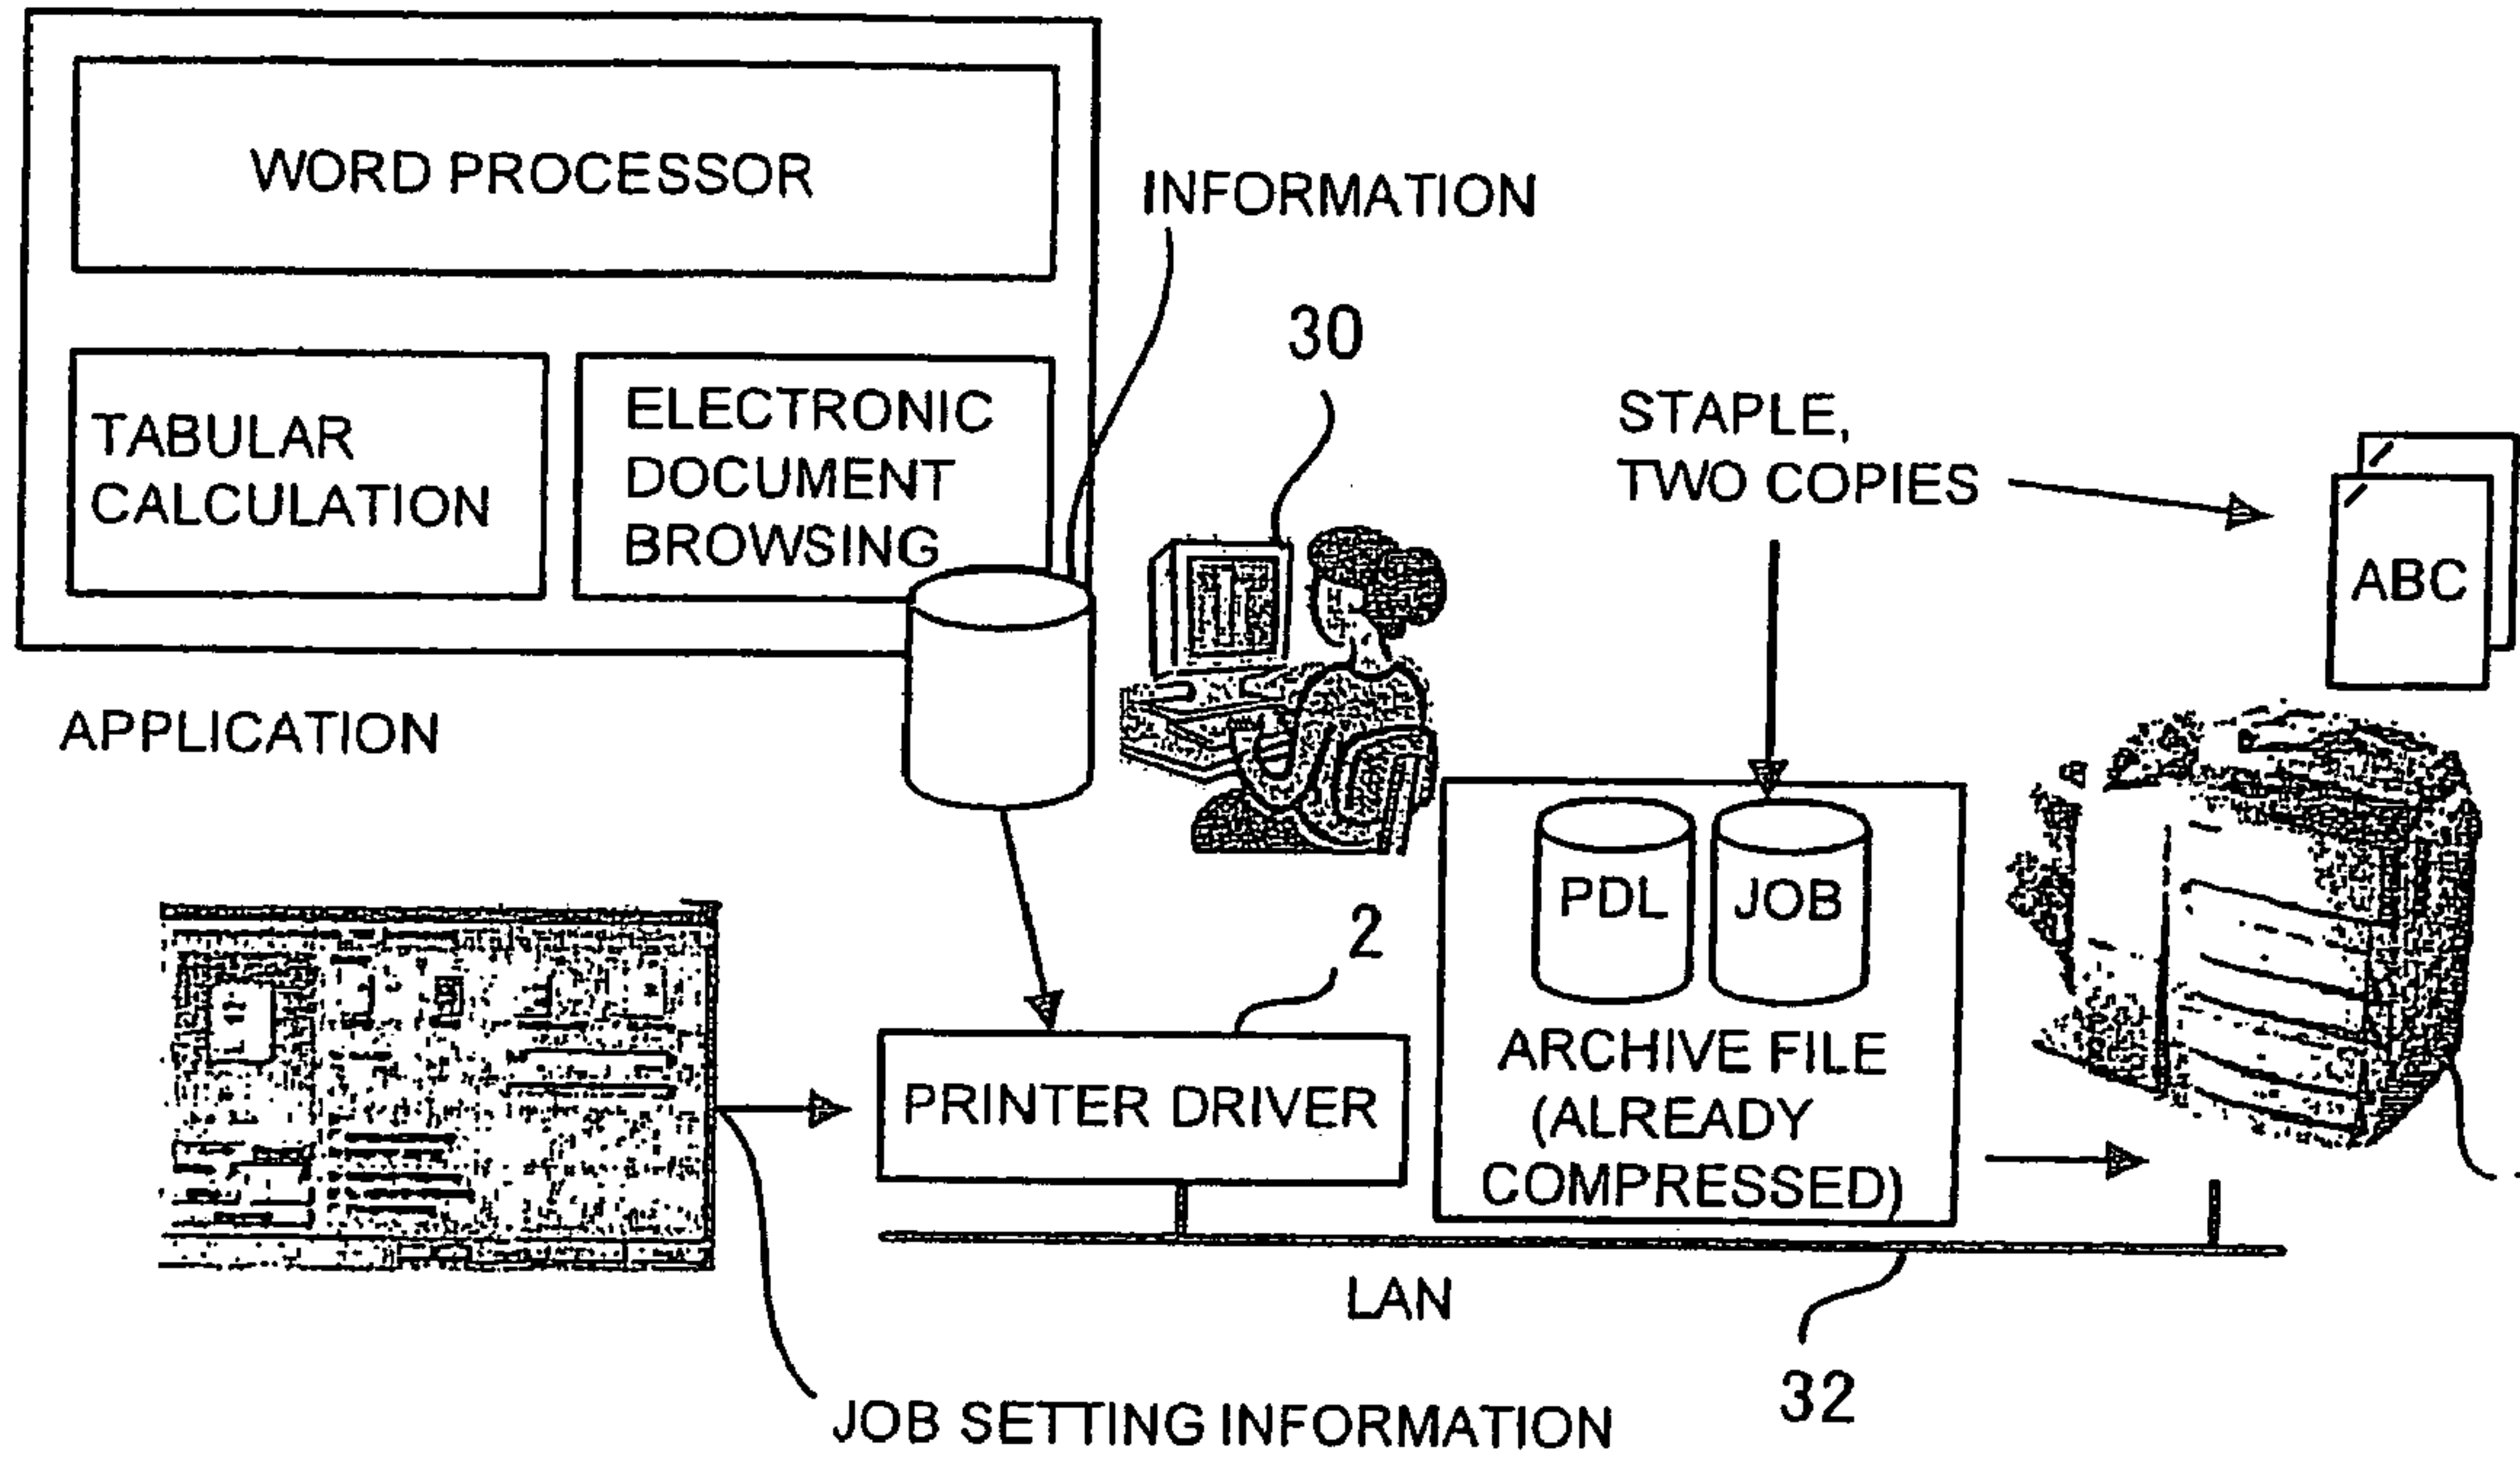 WORD PROCESSOR
INFORMATION
30
TABULAR
CALCULATION
ELECTRONIC
DOCUMENT
BROWSING
STAPLE,
TWO COPIES
ABC
APPLICATION
PDL
JOB
2
ARCHIVE FILE
(ALREADY
COMPRESSED)
PRINTER DRIVER
LAN
32
JOB SETTING INFORMATION